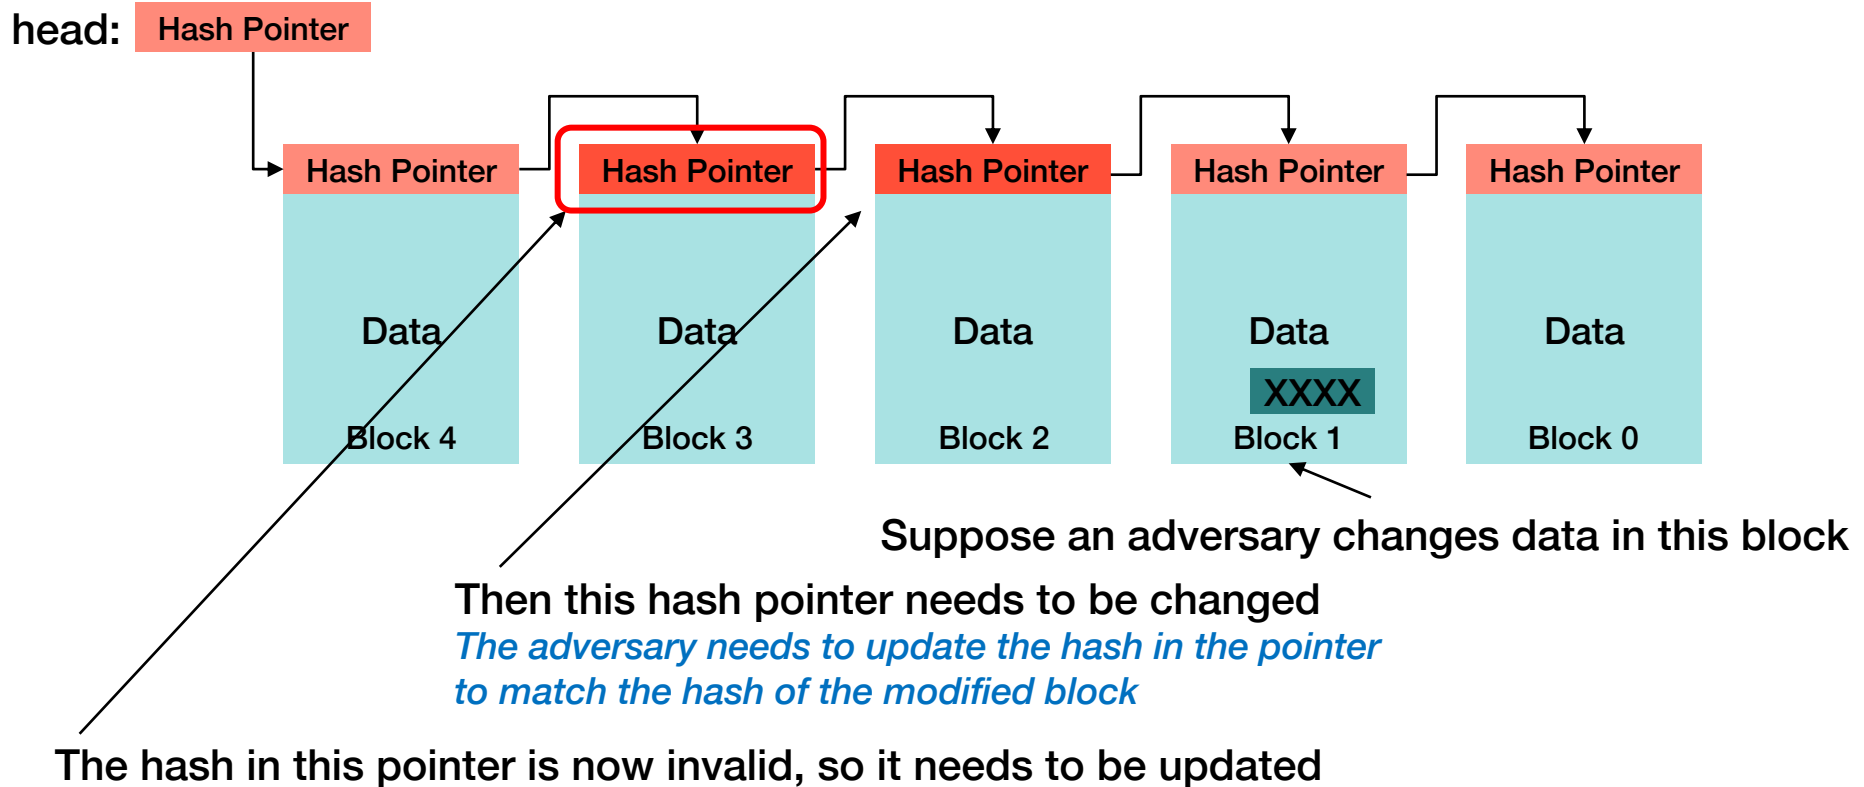 head: Hash Pointer
Hash Pointer Hash Pointer Hash Pointer Hash Pointer Hash Pointer
Data Data Data Data Data
XXXX
Block 4 Block 3 Block 2 Block 1 Block 0
Suppose an adversary changes data in this block
Then this hash pointer needs to be changed
The adversary needs to update the hash in the pointer
to match the hash of the modified block
The hash in this pointer is now invalid, so it needs to be updated